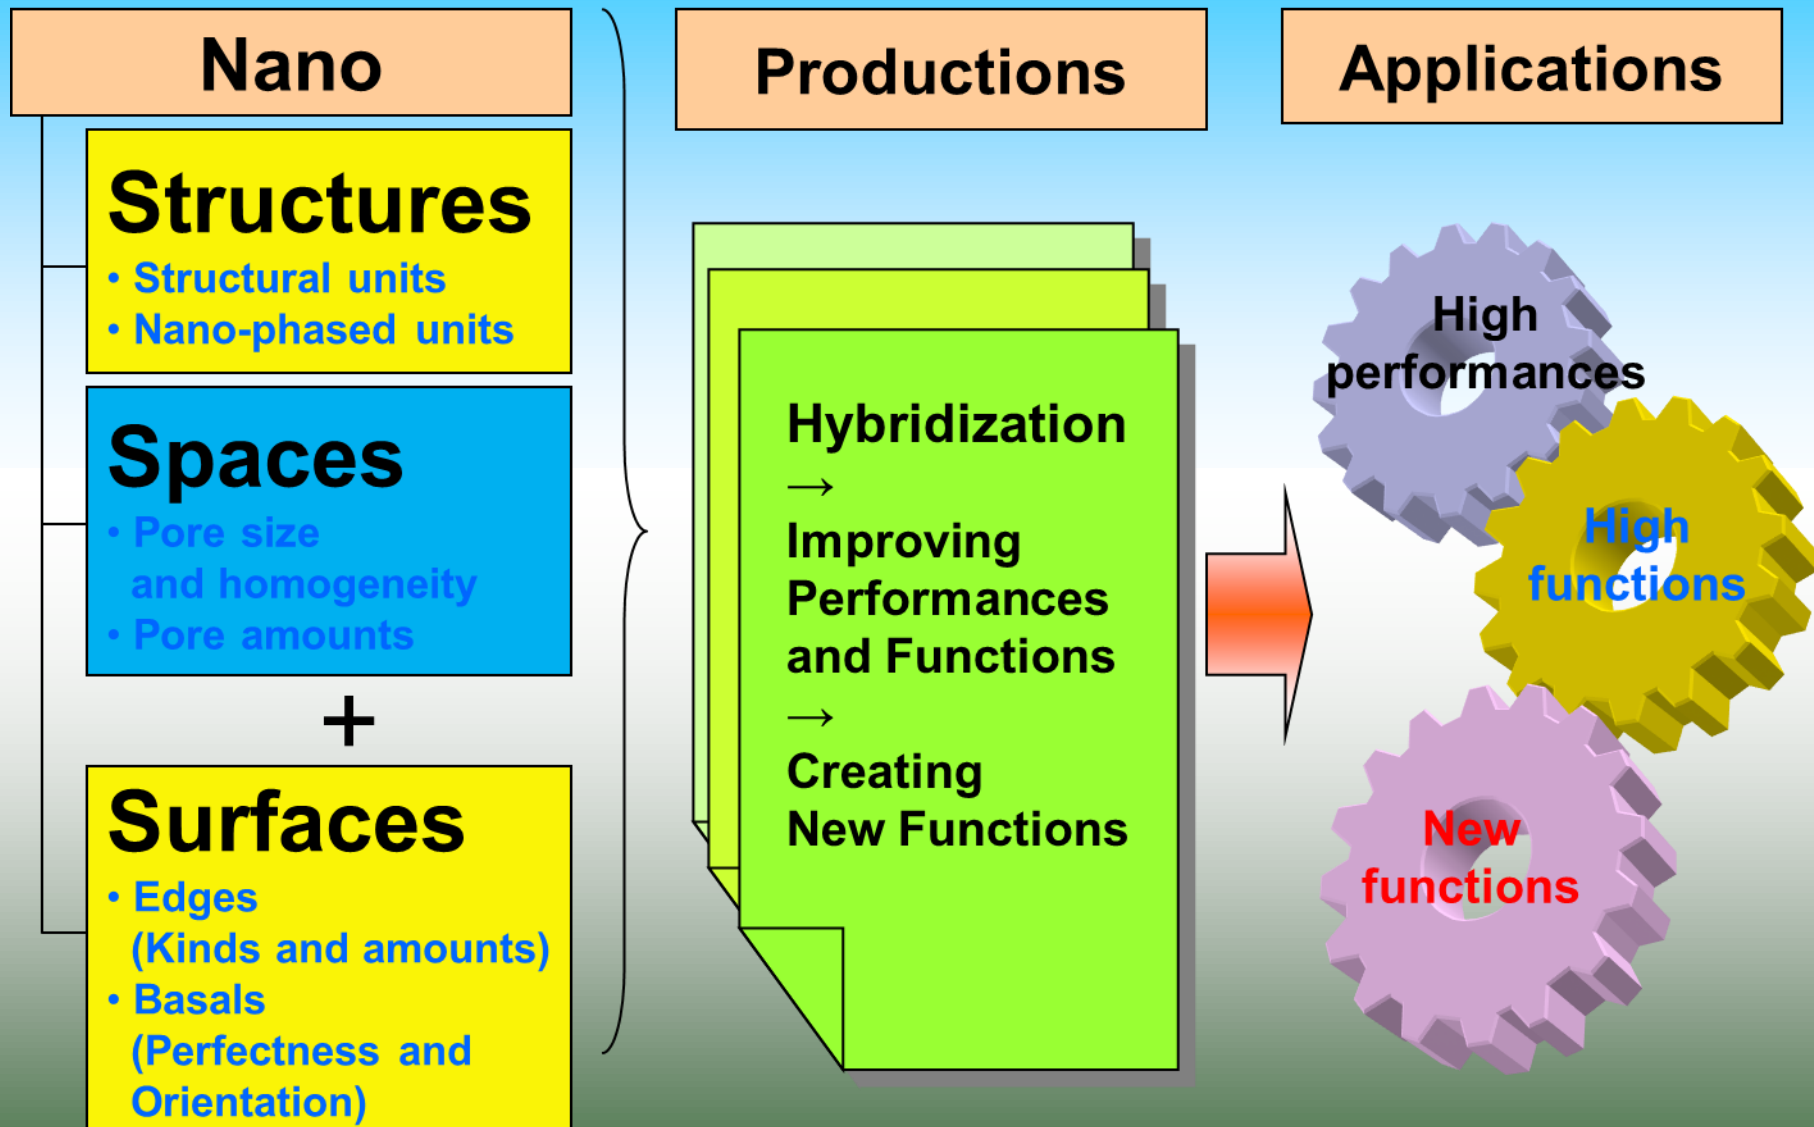 Nano
Structures
• Structural units
• Nano-phased units
Spaces
• Pore size
and homogeneity
• Pore amounts
+
Surfaces
• Edges
(Kinds and amounts)
• Basals
(Perfectness and
Orientation)
Productions
Hybridization
→
Improving
Performances
and Functions
→
Creating
New Functions
Applications
High
performances
High
functions
New
functions